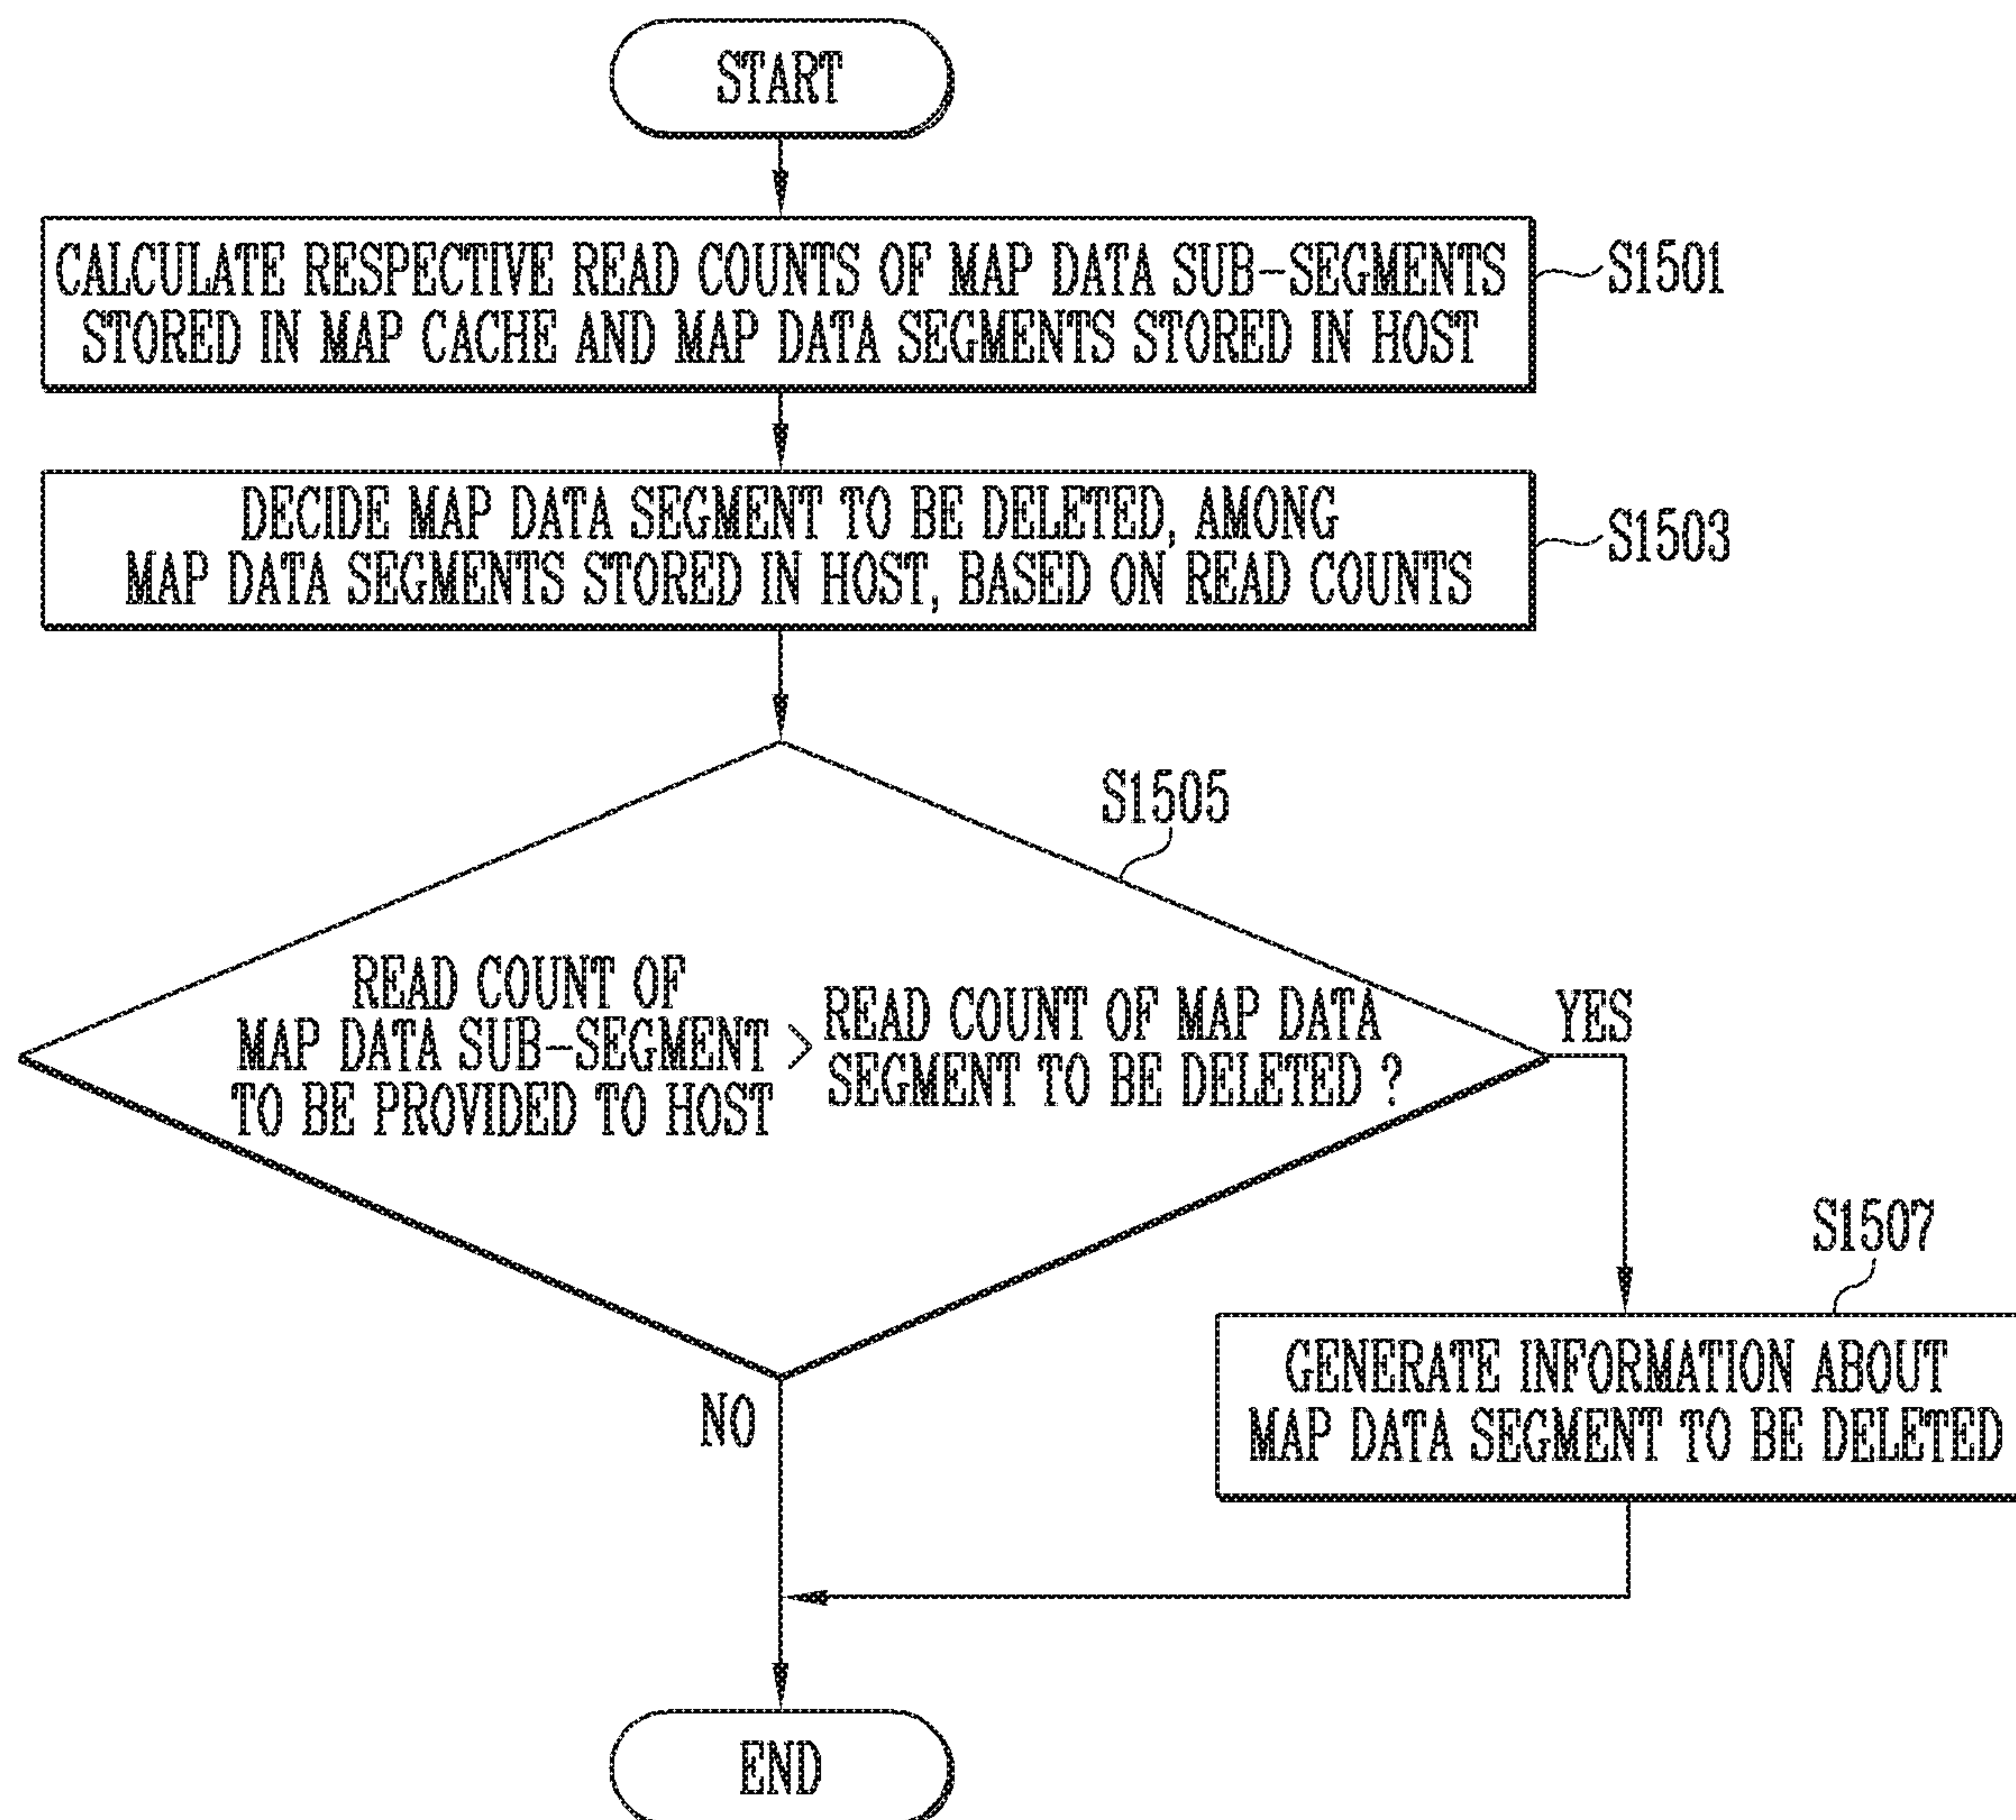 START
CALCULATE RESPECTIVE READ COUNTS OF MAP DATA SUB-SEGMENTS
STORED IN MAP CACHE AND MAP DATA SEGMENTS STORED IN HOST
S1501
DECIDE MAP DATA SEGMENT TO BE DELETED, AMONG
MAP DATA SEGMENTS STORED IN HOST, BASED ON READ COUNTS
S1503
S1505
READ COUNT OF
MAP DATA SUB-SEGMENT
TO BE PROVIDED TO HOST
>
READ COUNT OF MAP DATA
SEGMENT TO BE DELETED ?
YES
S1507
GENERATE INFORMATION ABOUT
MAP DATA SEGMENT TO BE DELETED
NO
END